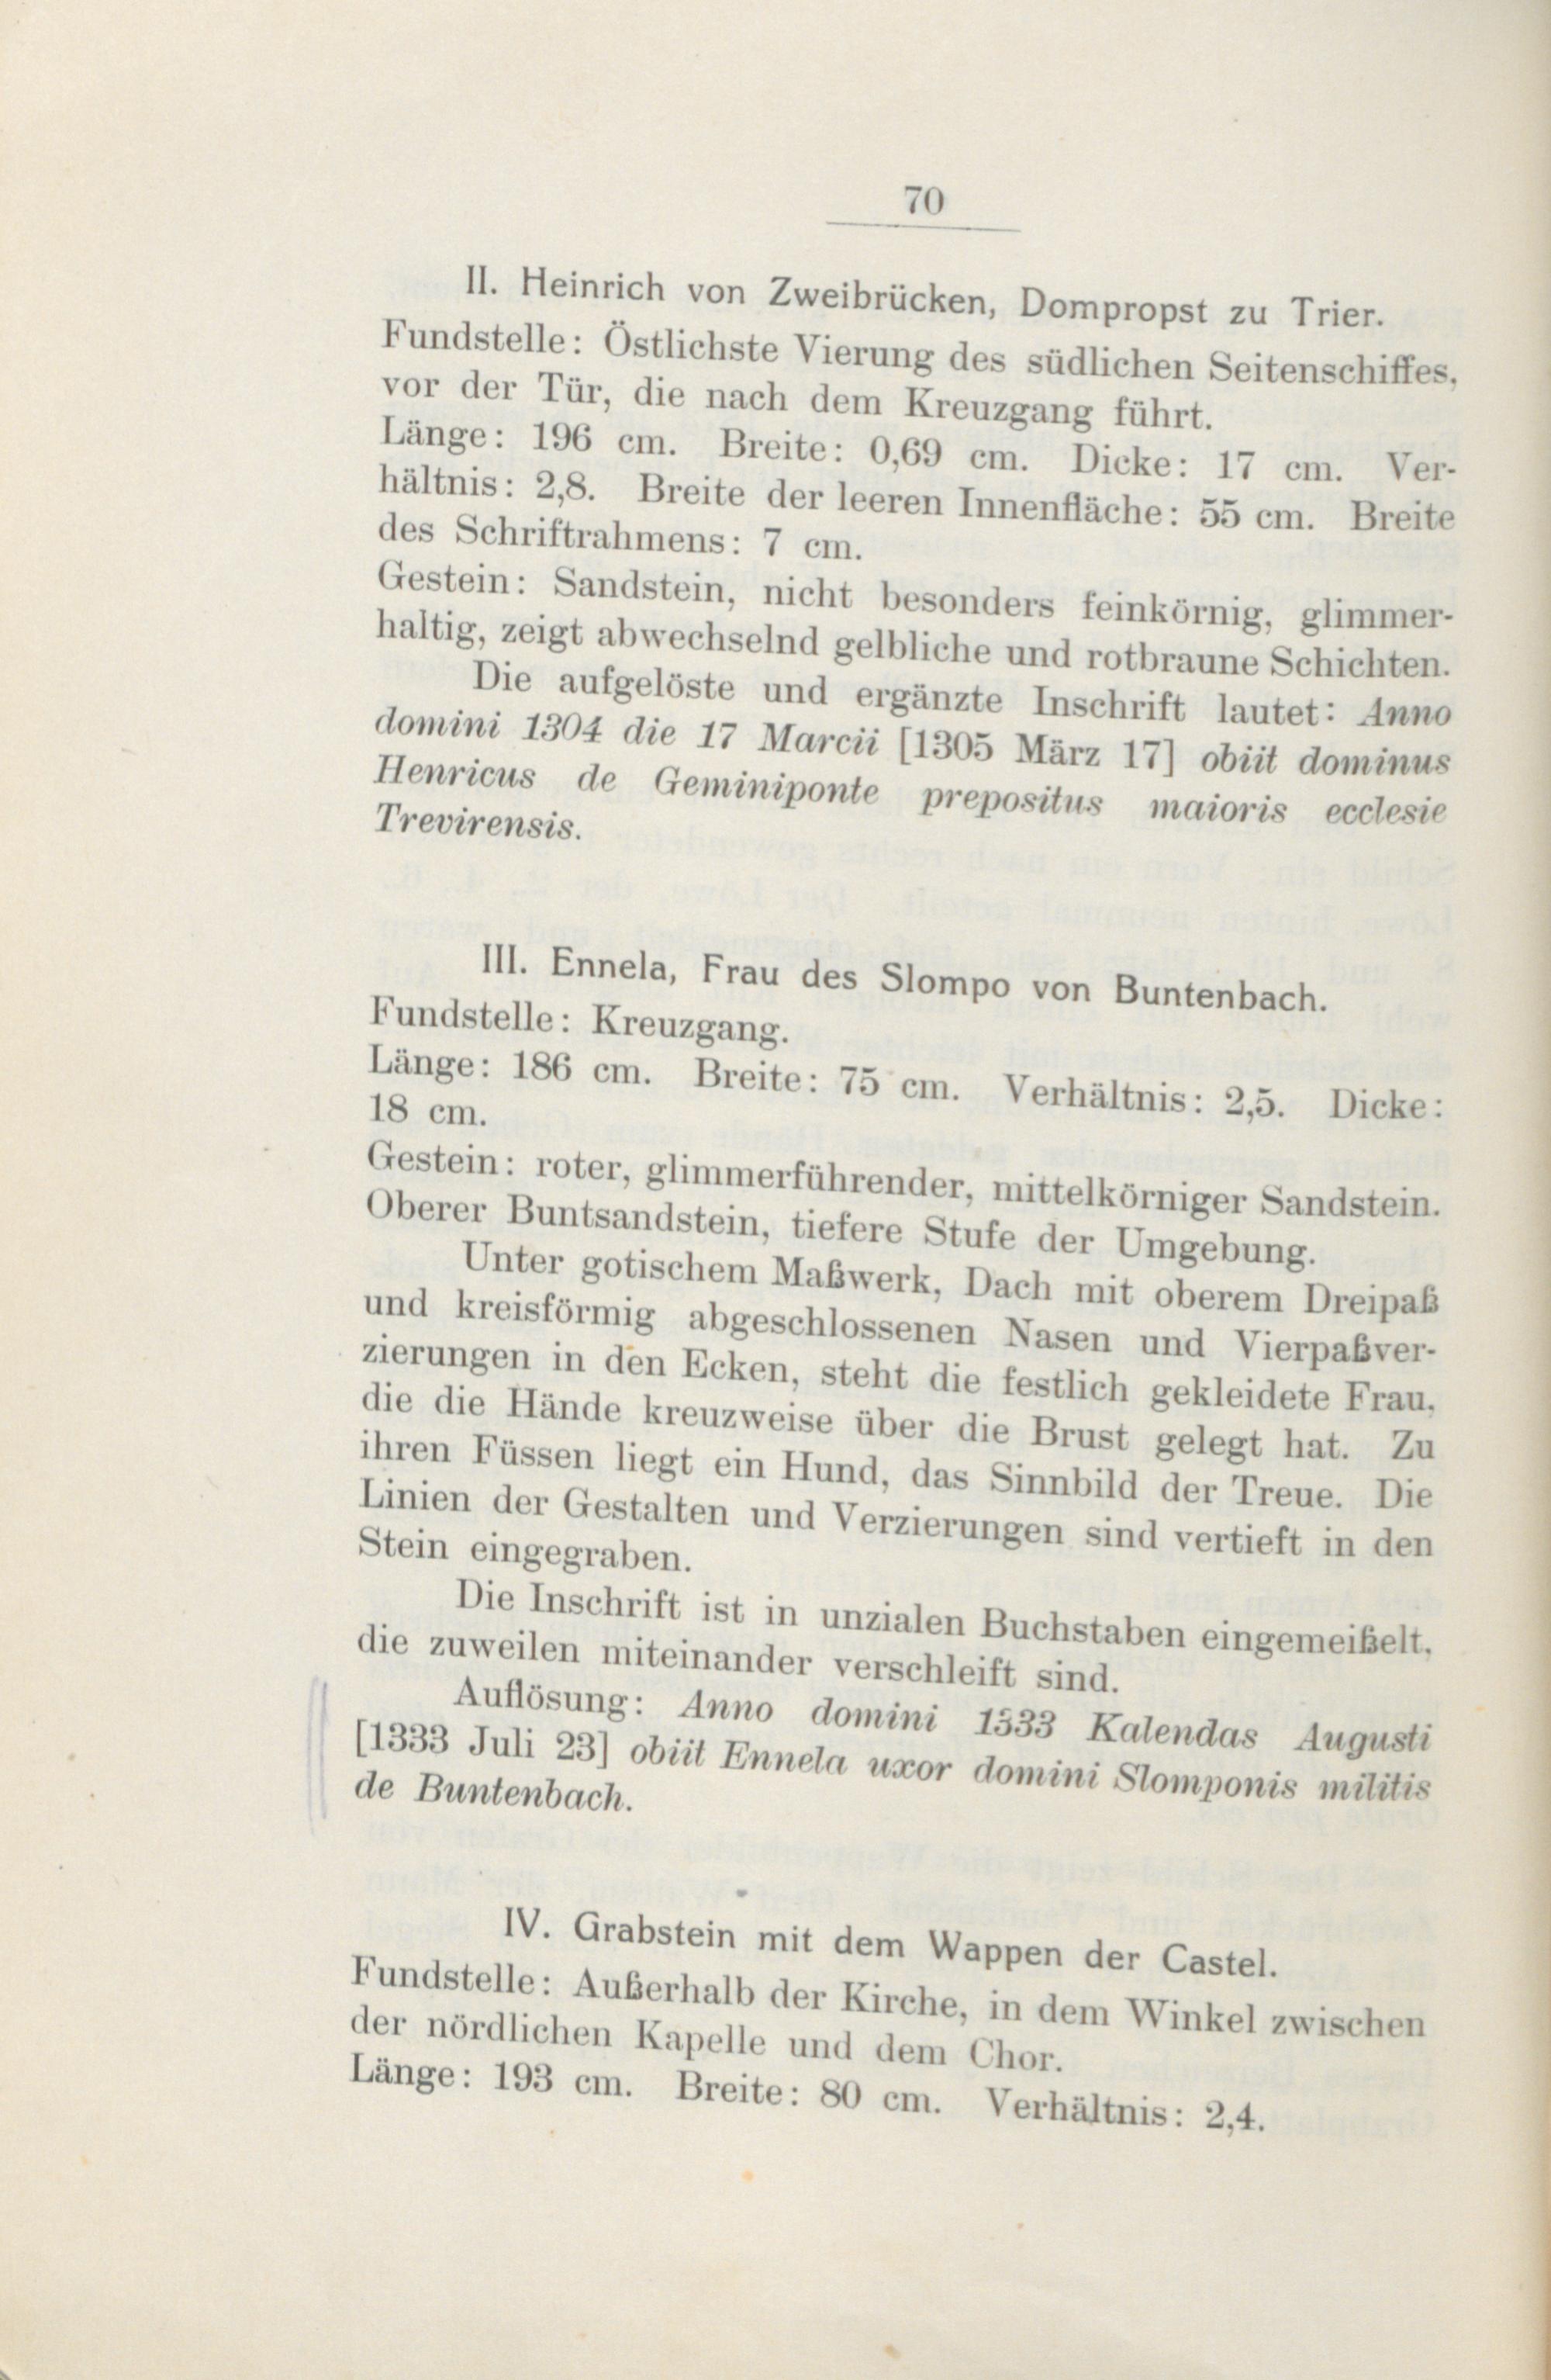 70
II. Heinrich von Zweibrücken, Dompropst zu Trier.
Fundstelle: Östlichste Vierung des südlichen Seitenschiffes,
vor der Tür, die nach dem Kreuzgang führt.
Länge: 196 cm. Breite: 0,69 cm. Dicke: 17 cm. Ver-
hältnis: 2,8. Breite der leeren Innenfläche: 55 cm. Breite
des Schriftrahmens: 7 cm.
Gestein: Sandstein, nicht besonders feinkörnig, glimmer-
haltig, zeigt abwechselnd gelbliche und rotbraune Schichten.
Die aufgelöste und ergänzte Inschrift lautet: Anno
domini 1304 die 17 Marcii [1305 März 17] obiit dominus
Henricus de Geminiponte prepositus maioris ecclesie
Trevirensis.
III. Ennela, Frau des Slompo von Buntenbach.
Fundstelle: Kreuzgang.
Länge: 186 cm. Breite: 75 cm. Verhältnis: 2,5. Dicke:
18 cm.
Gestein: roter, glimmerführender, mittelkörniger Sandstein.
Oberer Buntsandstein, tiefere Stufe der Umgebung.
Unter gotischem Maßwerk, Dach mit oberem Dreipaß
und kreisförmig abgeschlossenen Nasen und Vierpaßver-
zierungen in den Ecken, steht die festlich gekleidete Frau,
die die Hände kreuzweise über die Brust gelegt hat. Zu
ihren Füssen liegt ein Hund, das Sinnbild der Treue. Die
Linien der Gestalten und Verzierungen sind vertieft in den
Stein eingegraben.
Die Inschrift ist in unzialen Buchstaben eingemeißelt,
die zuweilen miteinander verschleift sind.
Auflösung: Anno domini 1333 Kalendas Augusti
[1333 Juli 23] obiit Ennela uxor domini Slomponis militis
de Buntenbach.
IV. Grabstein mit dem Wappen der Castel.
Fundstelle: Außerhalb der Kirche, in dem Winkel zwischen
der nördlichen Kapelle und dem Chor.
Länge: 193 cm. Breite: 80 cm. Verhältnis: 2,4.